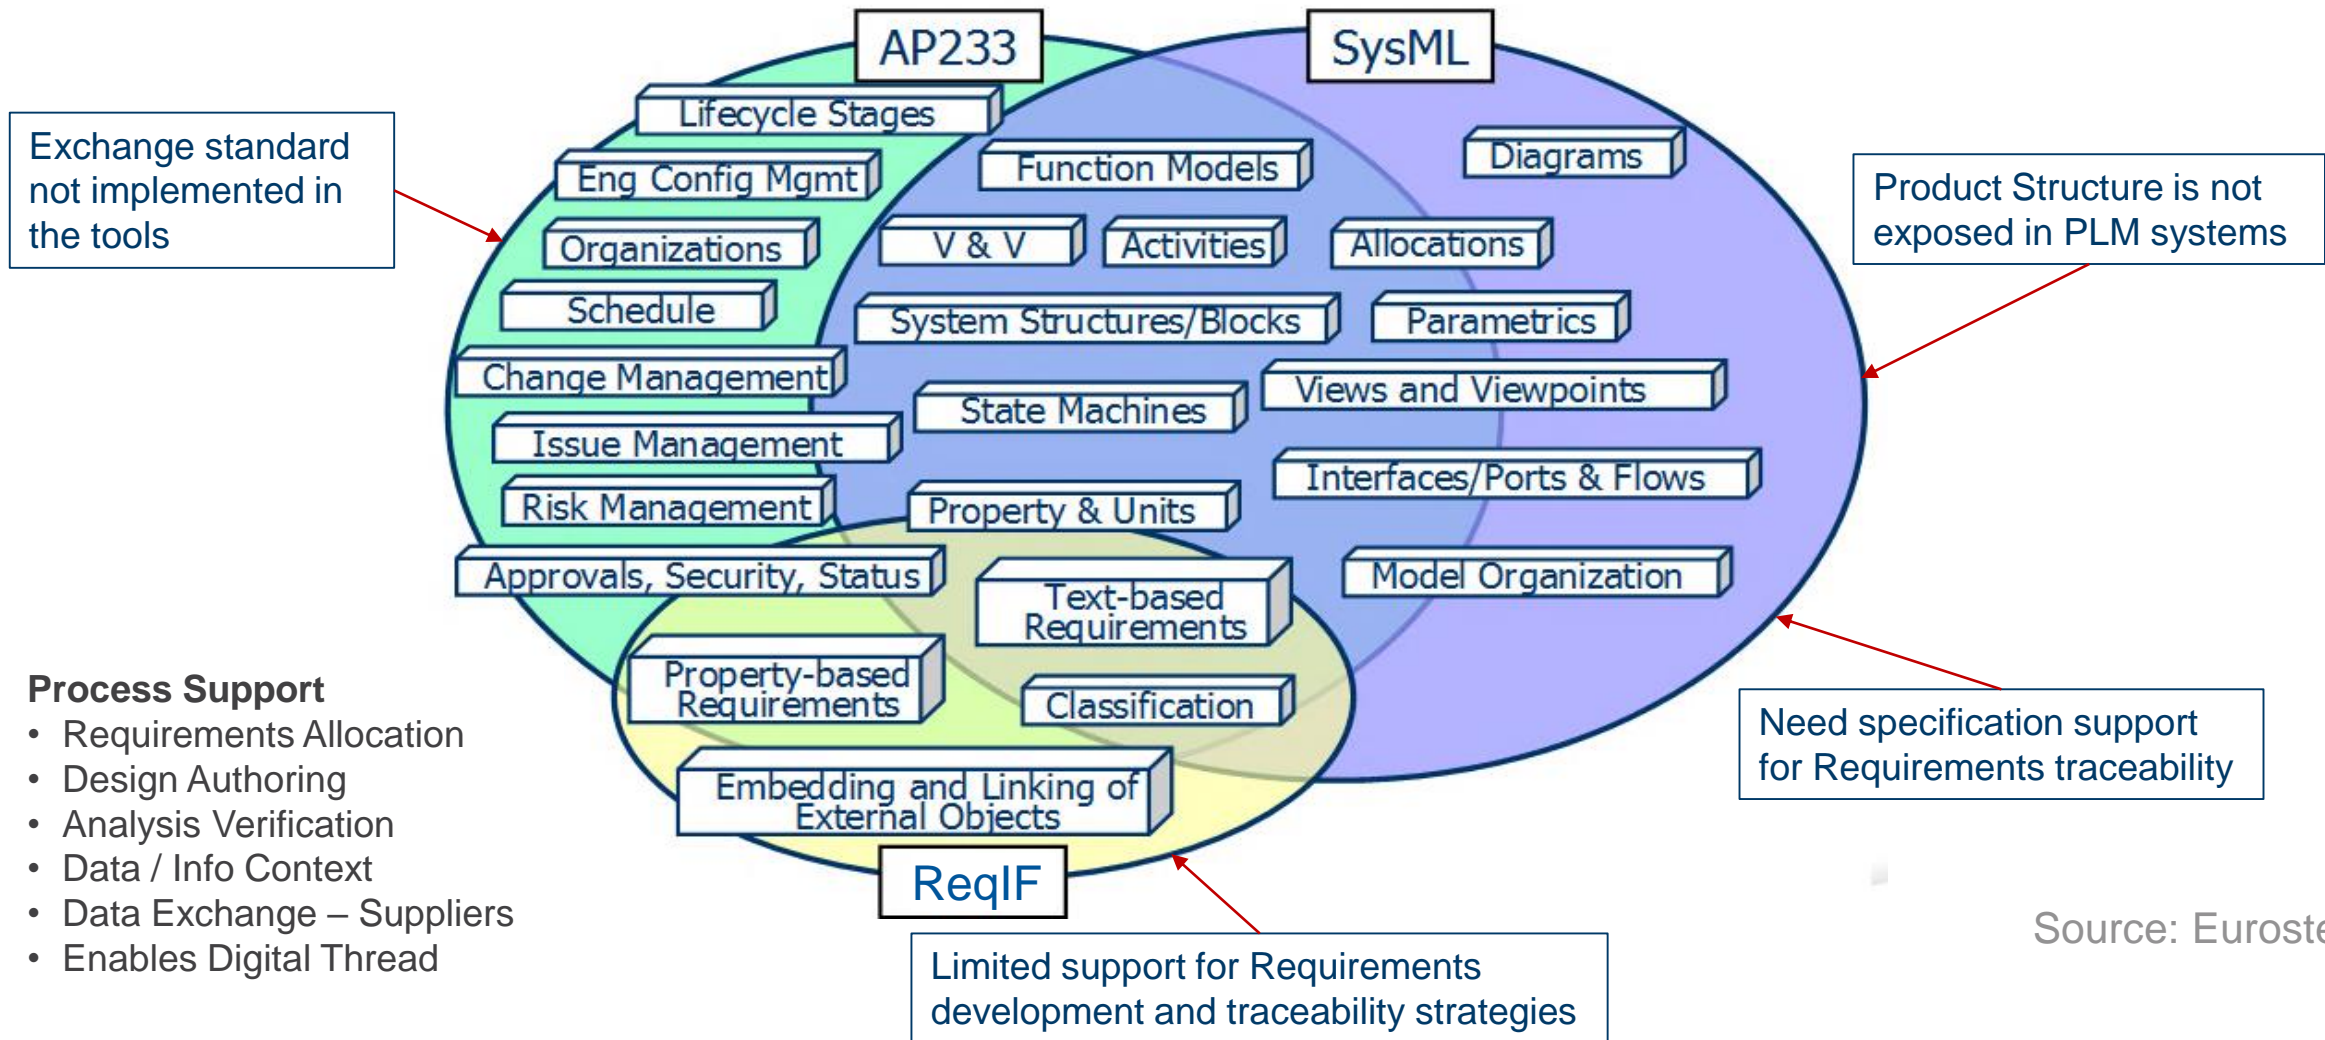 AP233
SysML
Lifecycle Stages
Eng Config Mgmt
Organizations
Schedule
Change Management
Issue Management
Risk Management
Approvals, Security, Status
Function Models
V & V
Activities
System Structures/Blocks
State Machines
Property & Units
Diagrams
Allocations
Parametrics
Views and Viewpoints
Interfaces/Ports & Flows
Model Organization
Text-based
Requirements
Property-based
Requirements
Classification
Embedding and Linking of
External Objects
ReqIF
Exchange standard
not implemented in
the tools
Product Structure is not
exposed in PLM systems
Need specification support
for Requirements traceability
Limited support for Requirements
development and traceability strategies
Process Support
• Requirements Allocation
• Design Authoring
• Analysis Verification
• Data / Info Context
• Data Exchange – Suppliers
• Enables Digital Thread
Source: